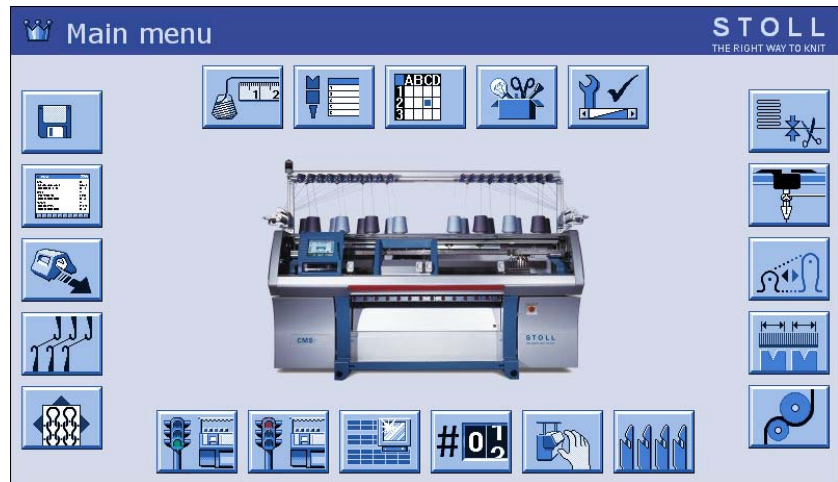 Main menu
STOLL
THE RIGHT WAY TO KNIT
1 2
ABCD
1
2
3
CMS
STOLL
# 0 1 2